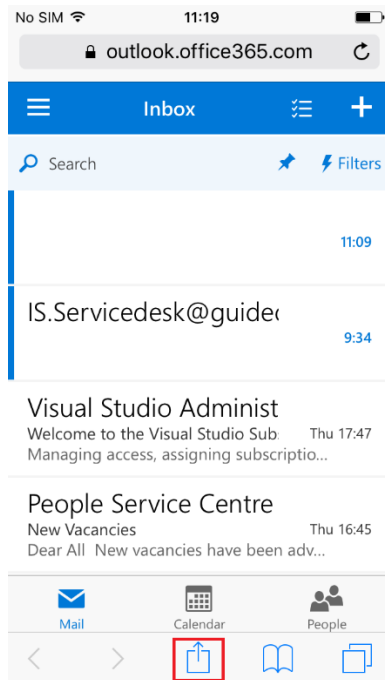 No SIM 11:19
outlook.office365.com
Inbox
Search Filters
11:09
IS.Servicedesk@guide
9:34
Visual Studio Administ
Welcome to the Visual Studio Sub Thu 17:47
Managing access, assigning subscriptio...
People Service Centre
New Vacancies Thu 16:45
Dear All New vacancies have been adv...
Mail Calendar People